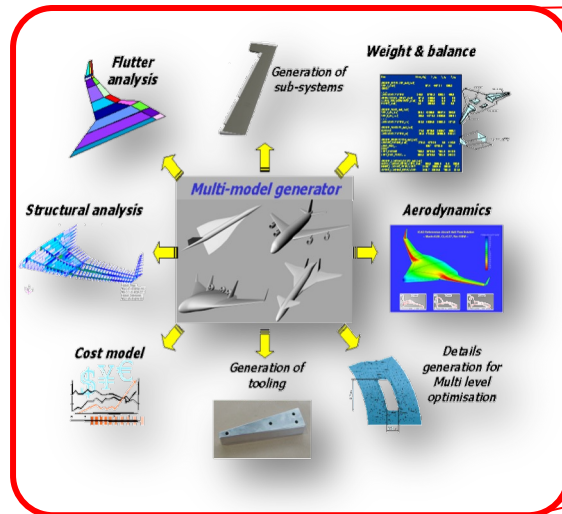 Flutter
analysis
Generation of
sub-systems
Weight & balance
Multi-model generator
Structural analysis
Aerodynamics
Cost model
Generation of
tooling
Details
generation for
Multi level
optimisation